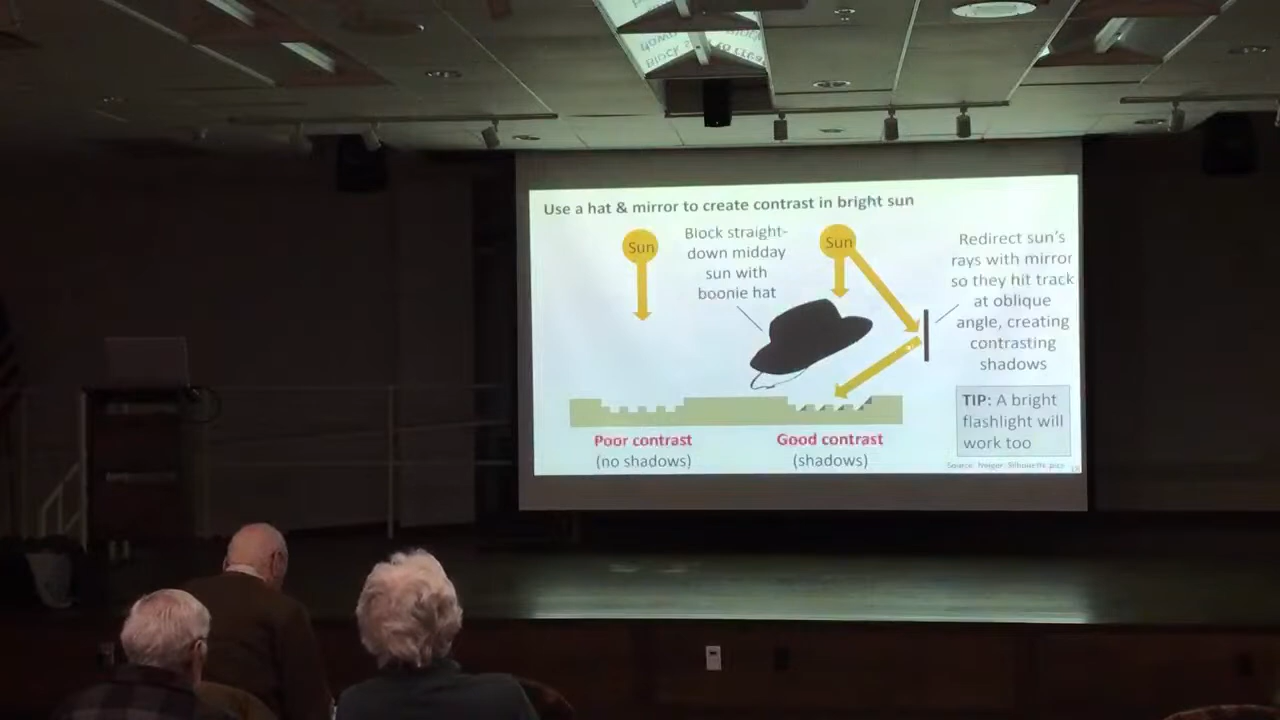 Use a hat & mirror to create contrast in bright sun
Sun
Block straight-
down midday
sun with
boonie hat
Sun
Redirect sun's
rays with mirror
so they hit track
at oblique
angle, creating
contrasting
shadows
Poor contrast
(no shadows)
Good contrast
(shadows)
TIP: A bright
flashlight will
work too
Source: